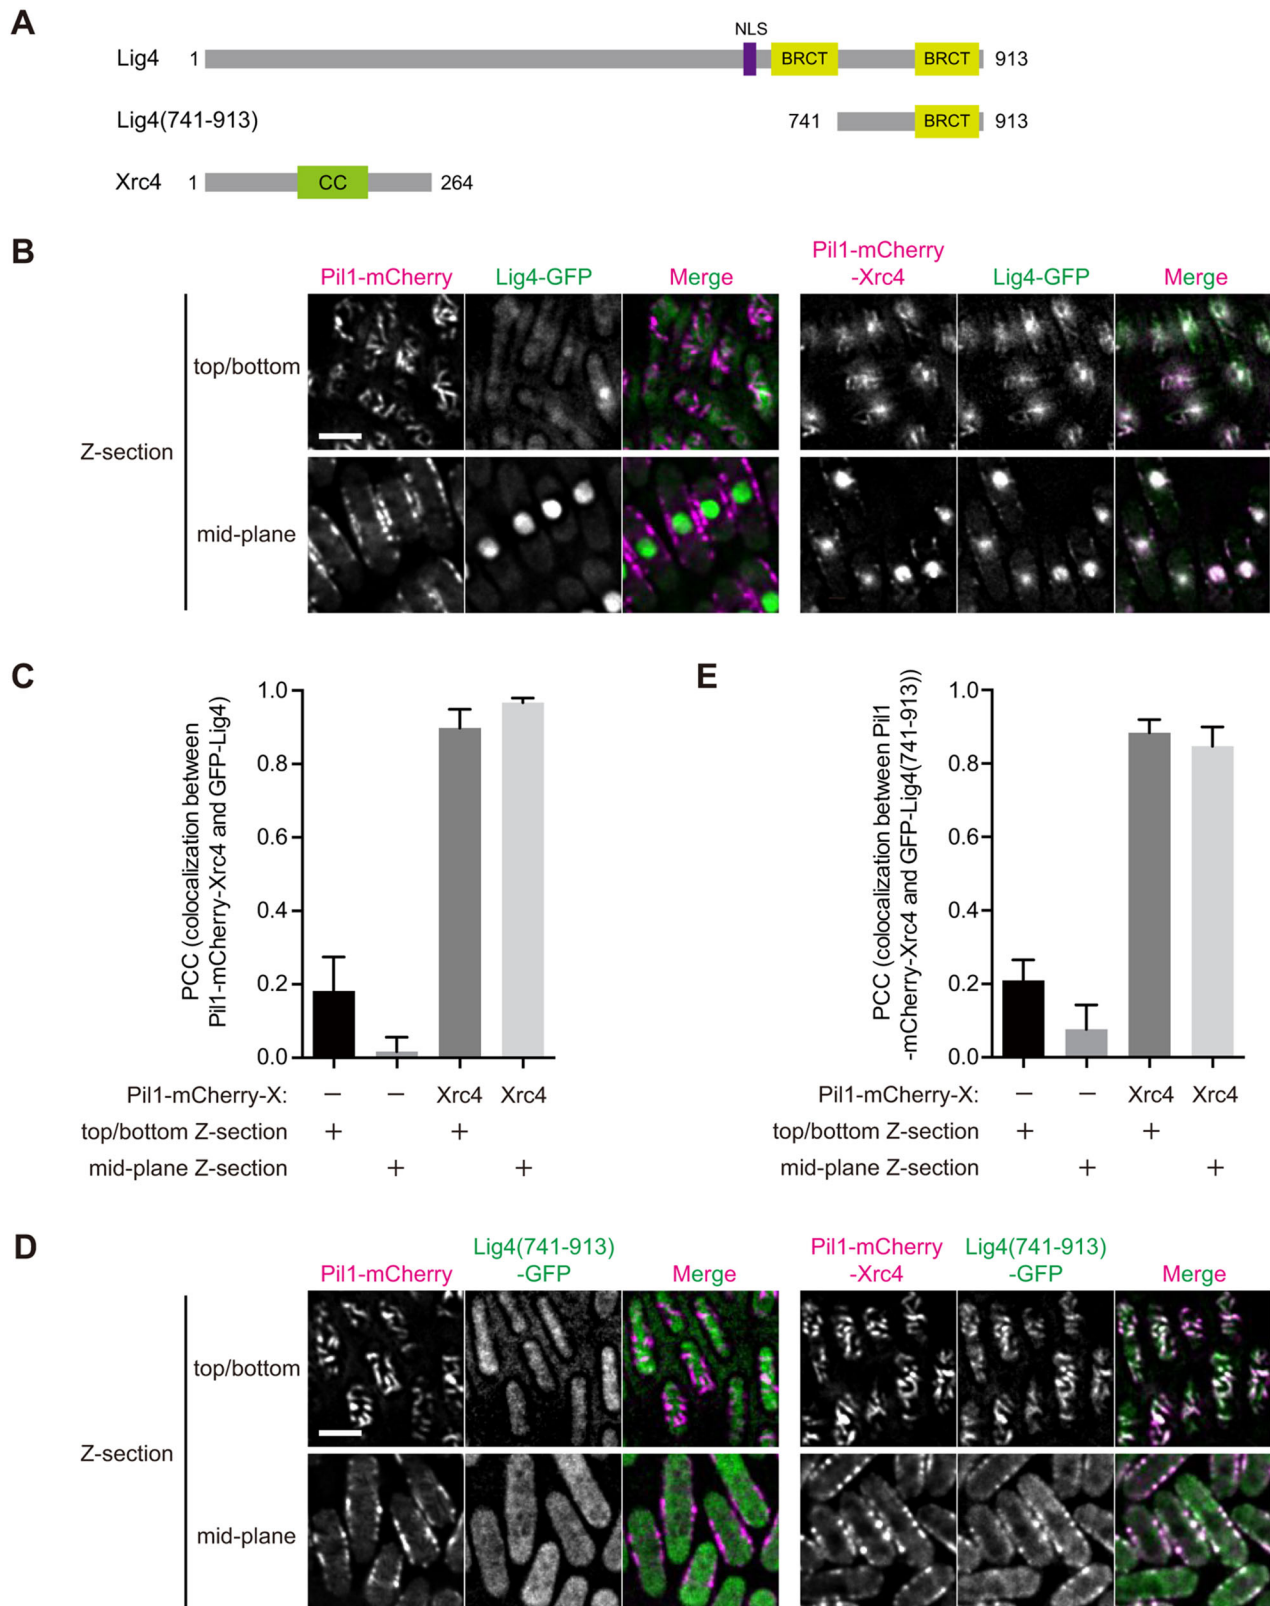 A
NLS
Lig4 1 BRCT BRCT 913
Lig4(741-913) 741 BRCT 913
Xrc4 1 CC 264
B
Pil1-mCherry Lig4-GFP Merge Pil1-mCherry
-Xrc4 Lig4-GFP Merge
top/bottom
Z-section
mid-plane
C
PCC (colocalization between
Pil1-mCherry-Xrc4 and GFP-Lig4)
1.0
0.8
0.6
0.4
0.2
0.0
Pil1-mCherry-X: – – Xrc4 Xrc4
top/bottom Z-section + +
mid-plane Z-section + +
E
PCC (colocalization between Pil1
-mCherry-Xrc4 and GFP-Lig4(741-913))
1.0
0.8
0.6
0.4
0.2
0.0
Pil1-mCherry-X: – – Xrc4 Xrc4
top/bottom Z-section + +
mid-plane Z-section + +
D
Pil1-mCherry Lig4(741-913)
-GFP Merge Pil1-mCherry
-Xrc4 Lig4(741-913)
-GFP Merge
top/bottom
Z-section
mid-plane